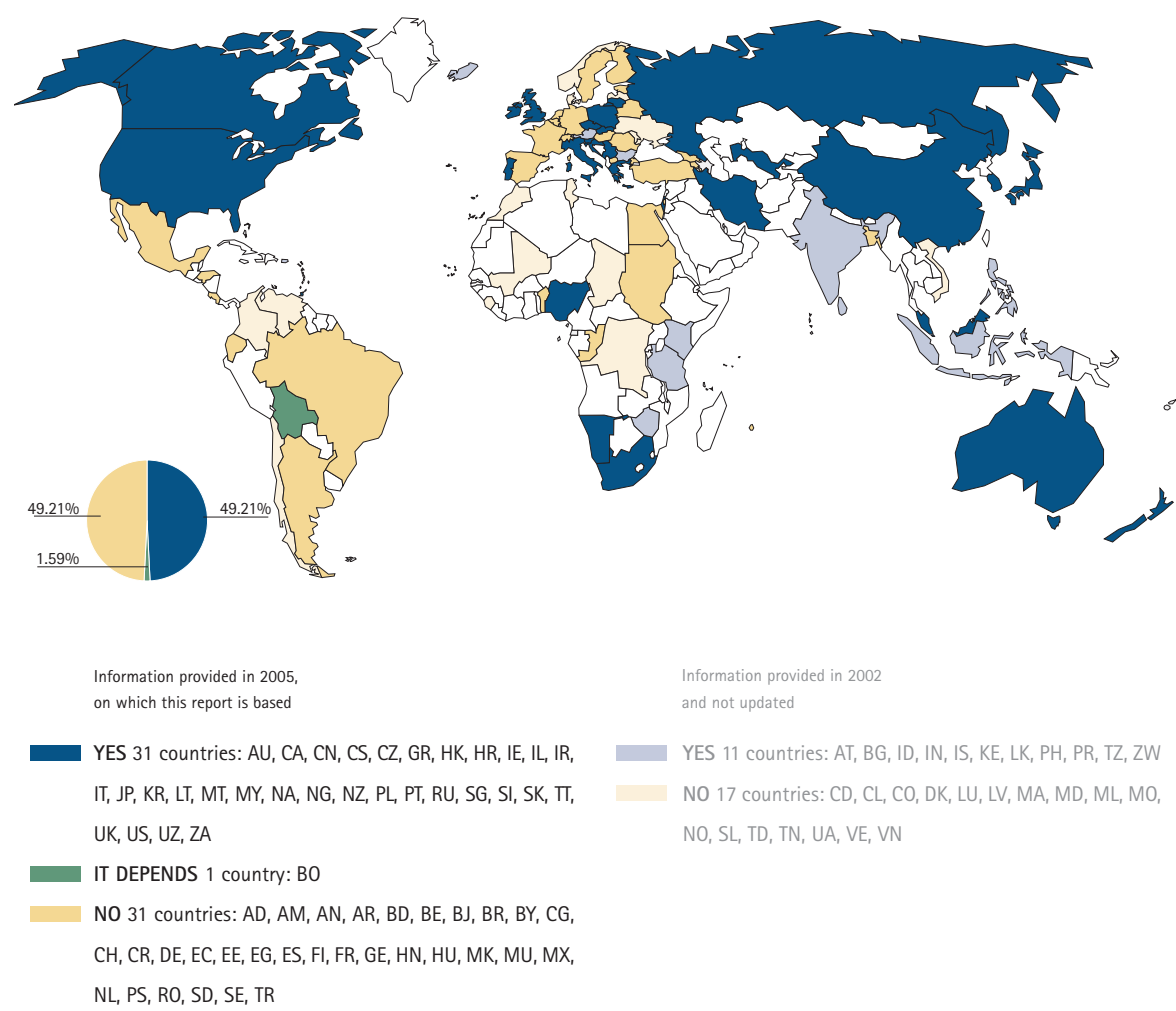 49.21%
49.21%
1.59%
Information provided in 2005,
on which this report is based
YES 31 countries: AU, CA, CN, CS, CZ, GR, HK, HR, IE, IL, IR,
IT, JP, KR, LT, MT, MY, NA, NG, NZ, PL, PT, RU, SG, SI, SK, TT,
UK, US, UZ, ZA
IT DEPENDS 1 country: BO
NO 31 countries: AD, AM, AN, AR, BD, BE, BJ, BR, BY, CG,
CH, CR, DE, EC, EE, EG, ES, FI, FR, GE, HN, HU, MK, MU, MX,
NL, PS, RO, SD, SE, TR
Information provided in 2002
and not updated
YES 11 countries: AT, BG, ID, IN, IS, KE, LK, PH, PR, TZ, ZW
NO 17 countries: CD, CL, CO, DK, LU, LV, MA, MD, ML, MO,
NO, SL, TD, TN, UA, VE, VN